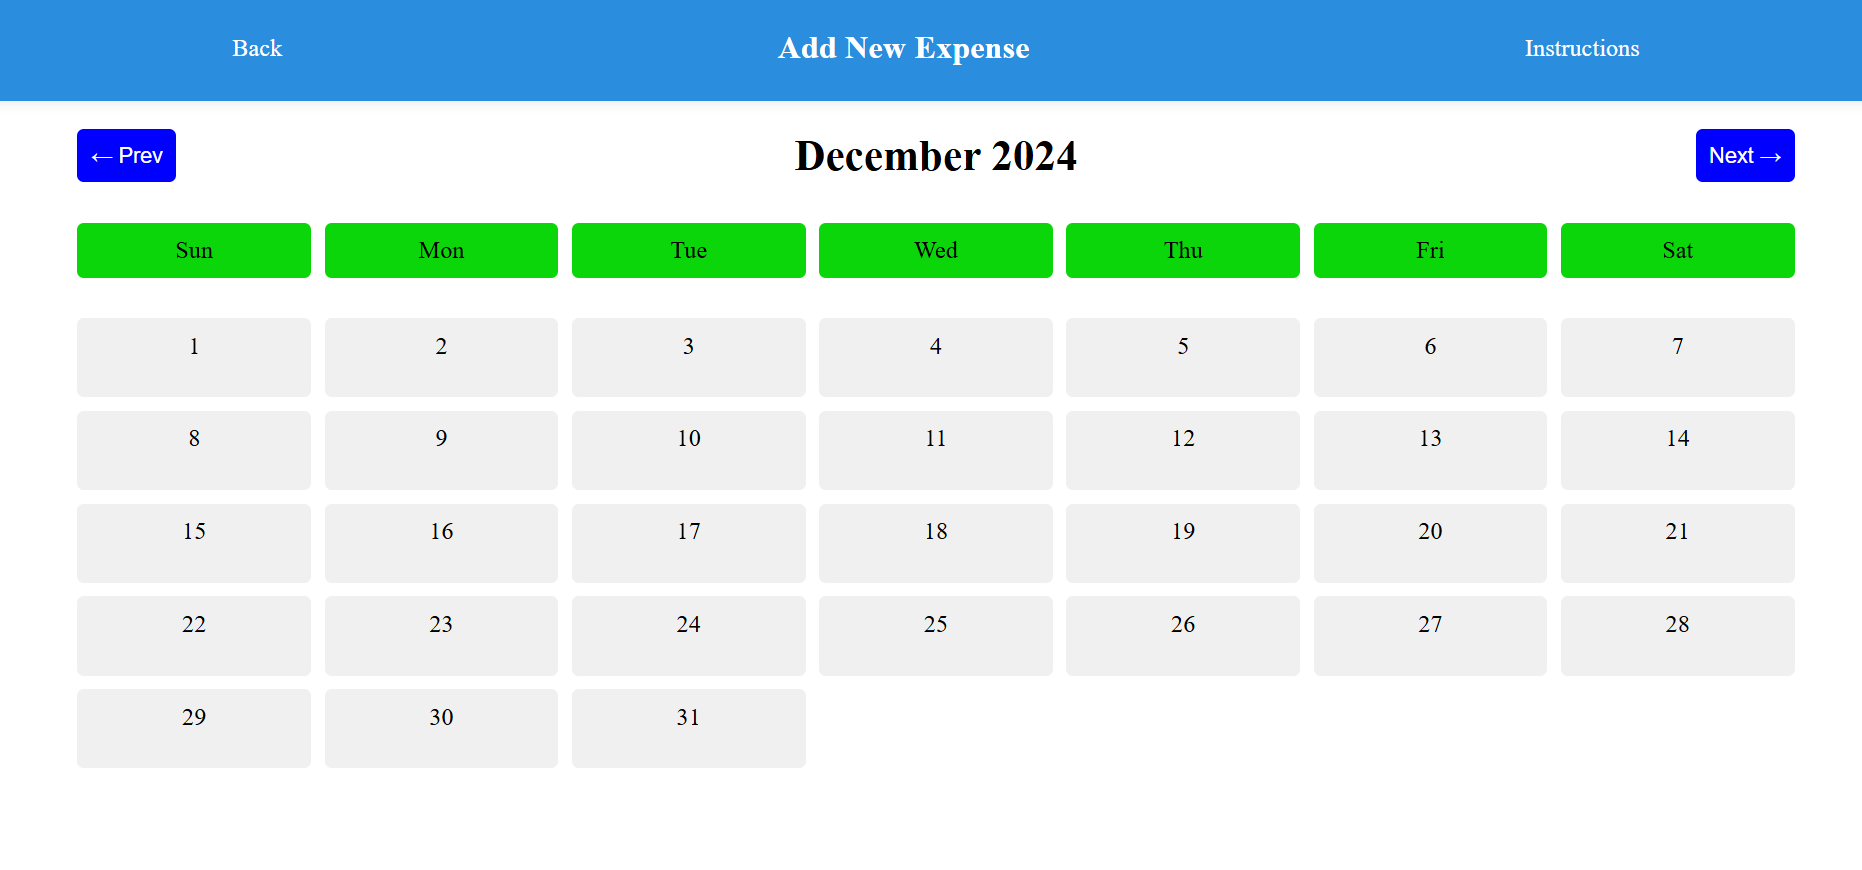 Back Add New Expense Instructions
← Prev December 2024 Next →
Sun Mon Tue Wed Thu Fri Sat
1 2 3 4 5 6 7
8 9 10 11 12 13 14
15 16 17 18 19 20 21
22 23 24 25 26 27 28
29 30 31